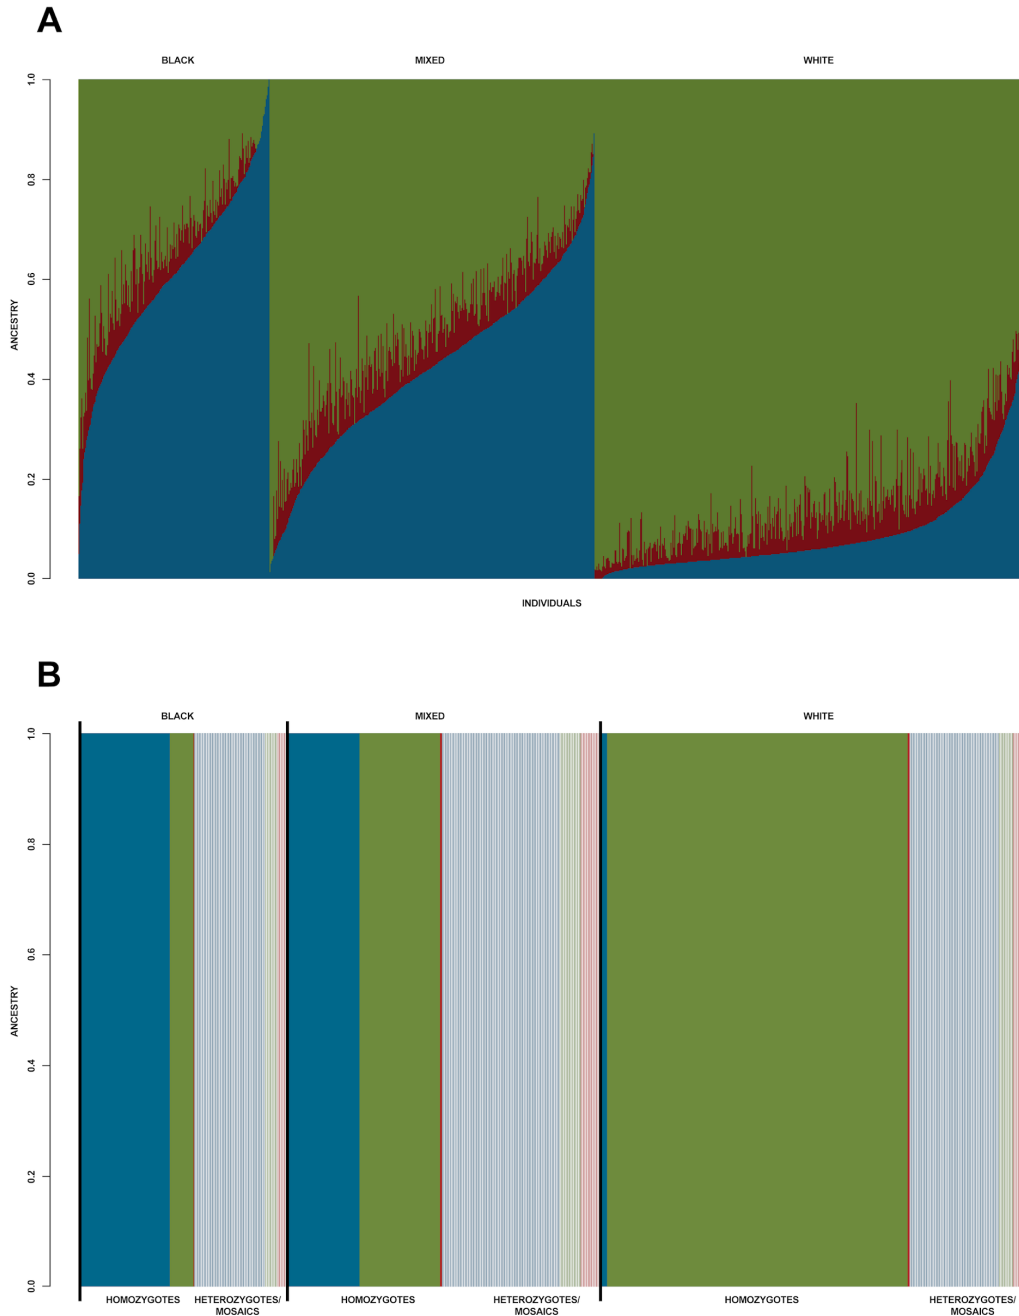 A
BLACK MIXED WHITE
1.0
0.8
0.6
ANCESTRY
0.4
0.2
0.0
INDIVIDUALS
B
BLACK MIXED WHITE
1.0
0.8
0.6
ANCESTRY
0.4
0.2
0.0
HOMOZYGOTES HETEROZYGOTES/ HOMOZYGOTES HETEROZYGOTES/ HOMOZYGOTES HETEROZYGOTES/
MOSAICS MOSAICS MOSAICS